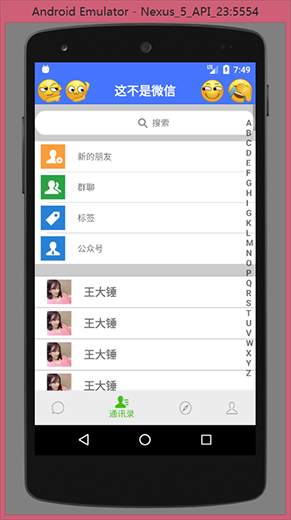 Android Emulator - Nexus_5_API_23:5554
7:49
这不是微信
搜索
新的朋友
群聊
标签
公众号
王大锤
王大锤
王大锤
王大锤
A
B
C
D
E
F
G
H
I
G
K
L
M
N
O
P
Q
R
S
T
U
V
W
X
Y
Z
通讯录